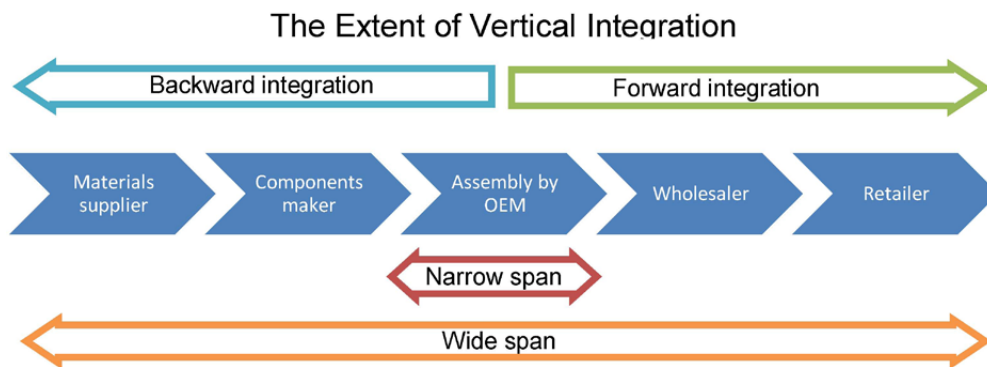 The Extent of Vertical Integration
Backward integration
Forward integration
Materials
supplier
Components
maker
Assembly by
OEM
Wholesaler
Retailer
Narrow span
Wide span